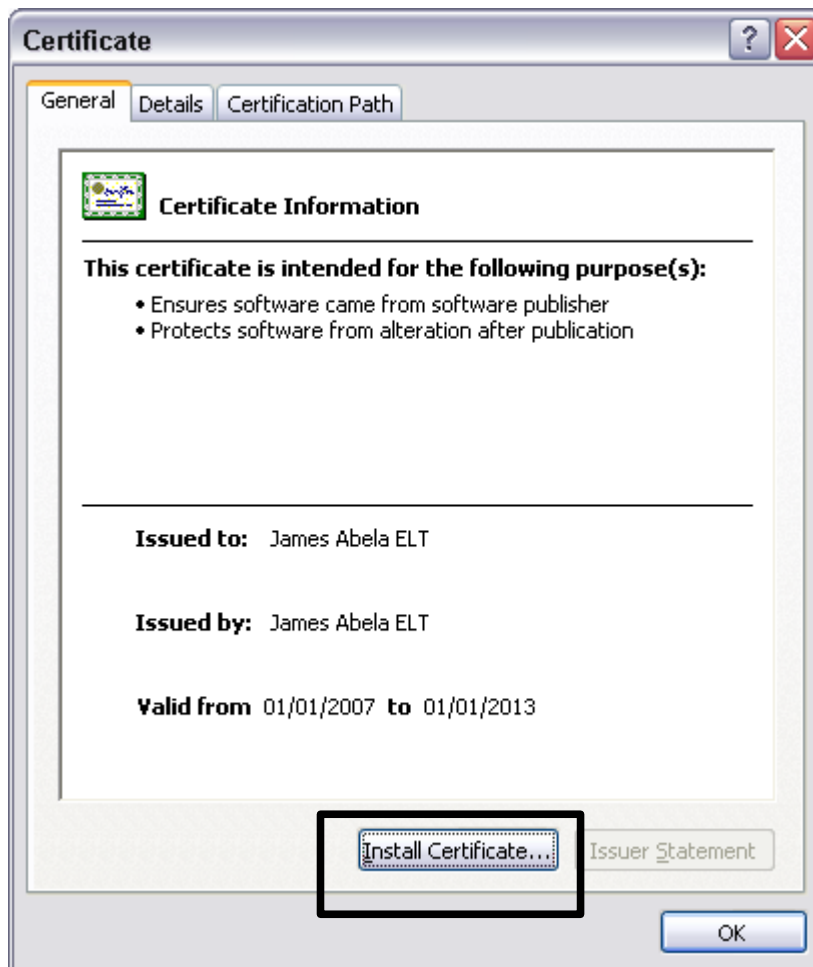 Certificate
General Details Certification Path
Certificate Information
This certificate is intended for the following purpose(s):
• Ensures software came from software publisher
• Protects software from alteration after publication
Issued to: James Abela ELT
Issued by: James Abela ELT
Valid from 01/01/2007 to 01/01/2013
Install Certificate... Issuer Statement
OK